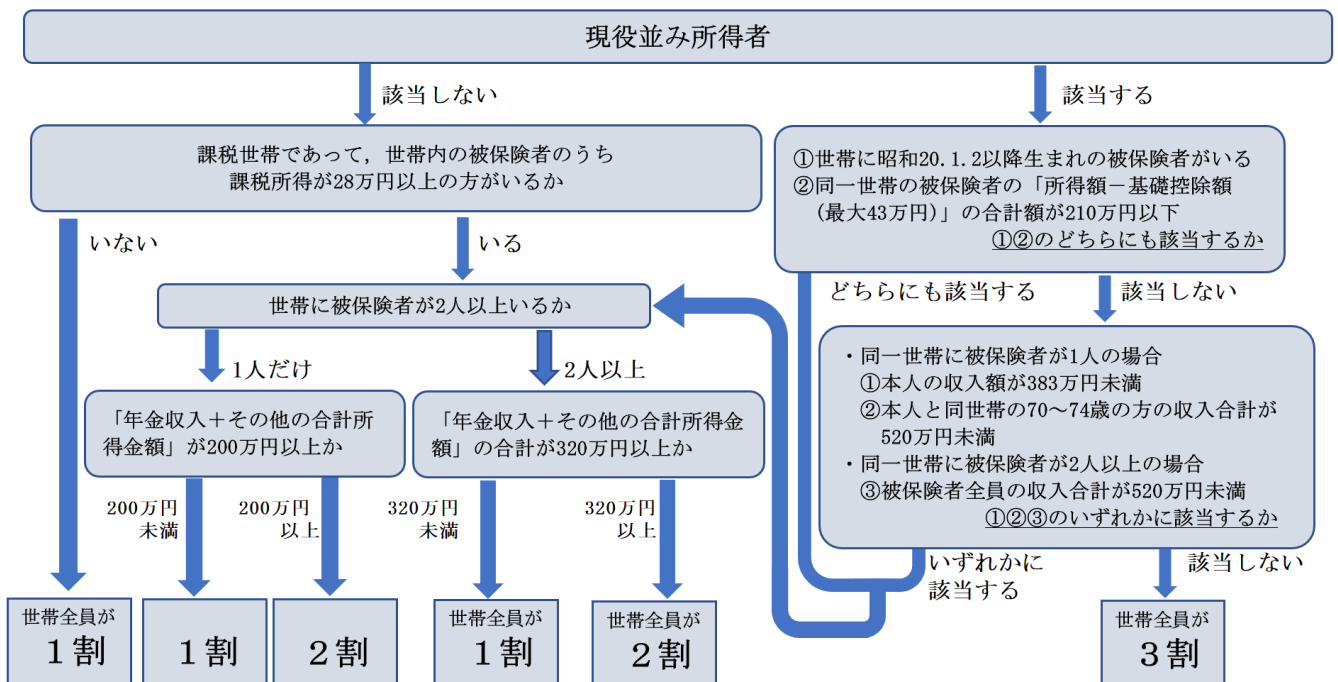 現役並み所得者
該当しない
該当する
課税世帯であって，世帯内の被保険者のうち
課税所得が28万円以上の方がいるか
①世帯に昭和20.1.2以降生まれの被保険者がいる
②同一世帯の被保険者の「所得額－基礎控除額
(最大43万円)」の合計額が210万円以下
①②のどちらにも該当するか
いない
いる
どちらにも該当する
該当しない
世帯に被保険者が2人以上いるか
1人だけ
2人以上
・同一世帯に被保険者が1人の場合
①本人の収入額が383万円未満
②本人と同世帯の70～74歳の方の収入合計が
520万円未満
・同一世帯に被保険者が2人以上の場合
③被保険者全員の収入合計が520万円未満
①②③のいずれかに該当するか
「年金収入＋その他の合計所
得金額」が200万円以上か
「年金収入＋その他の合計所得金
額」の合計が320万円以上か
200万円
未満
200万円
以上
320万円
未満
320万円
以上
いずれかに
該当する
該当しない
世帯全員が
１割
１割
２割
世帯全員が
１割
世帯全員が
２割
世帯全員が
３割